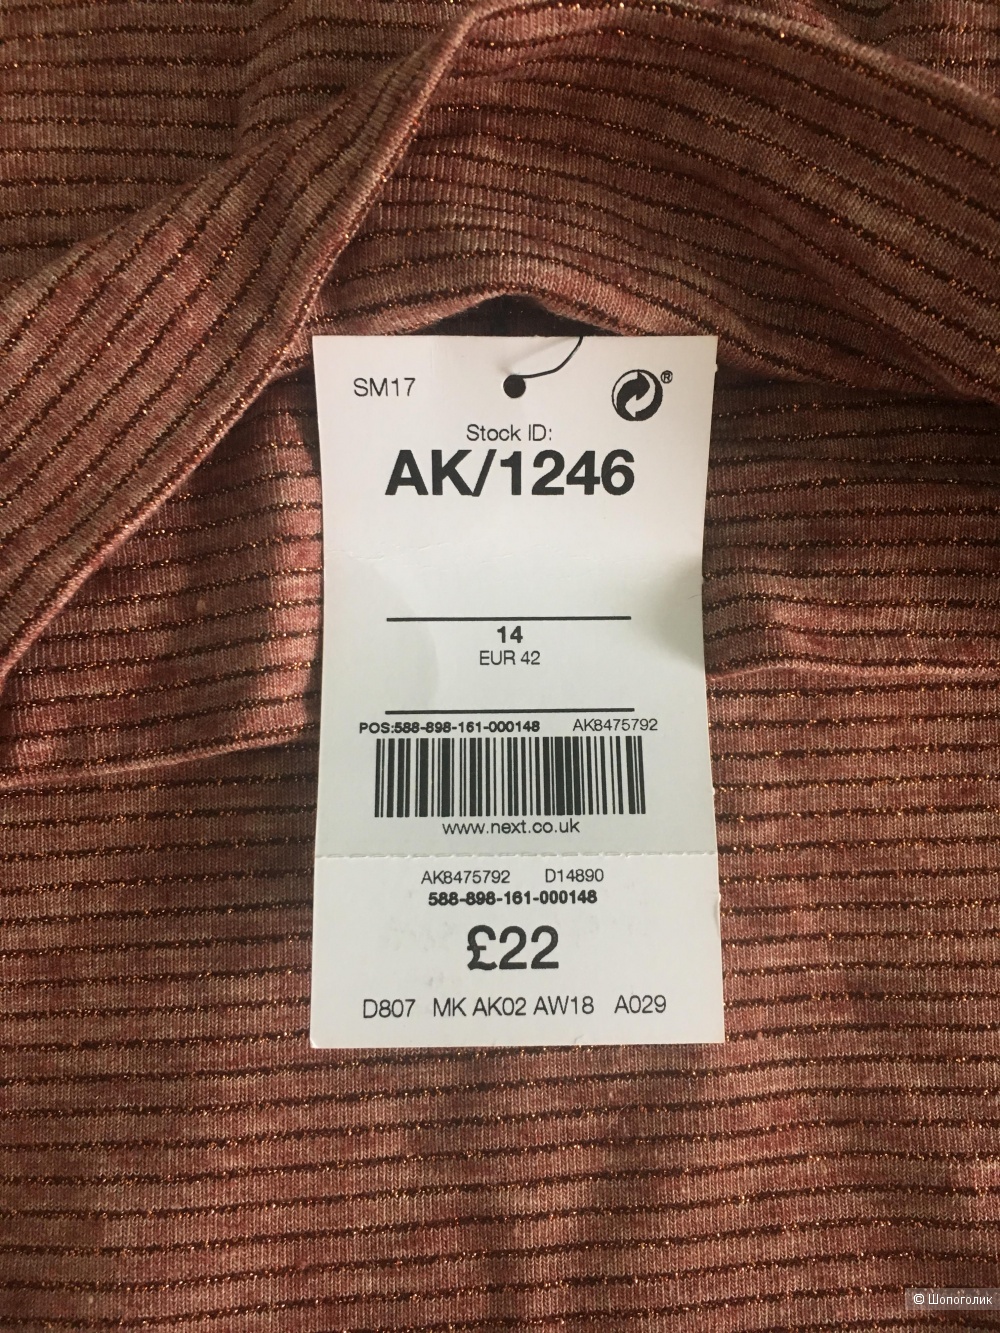 SM17
®
Stock ID:
AK/1246
14
EUR 42
POS:588-898-161-000148 AK8475792
www.next.co.uk
AK8475792 D14890
588-898-161-000148
£22
D807 MK AK02 AW18 A029
© Шопоголик